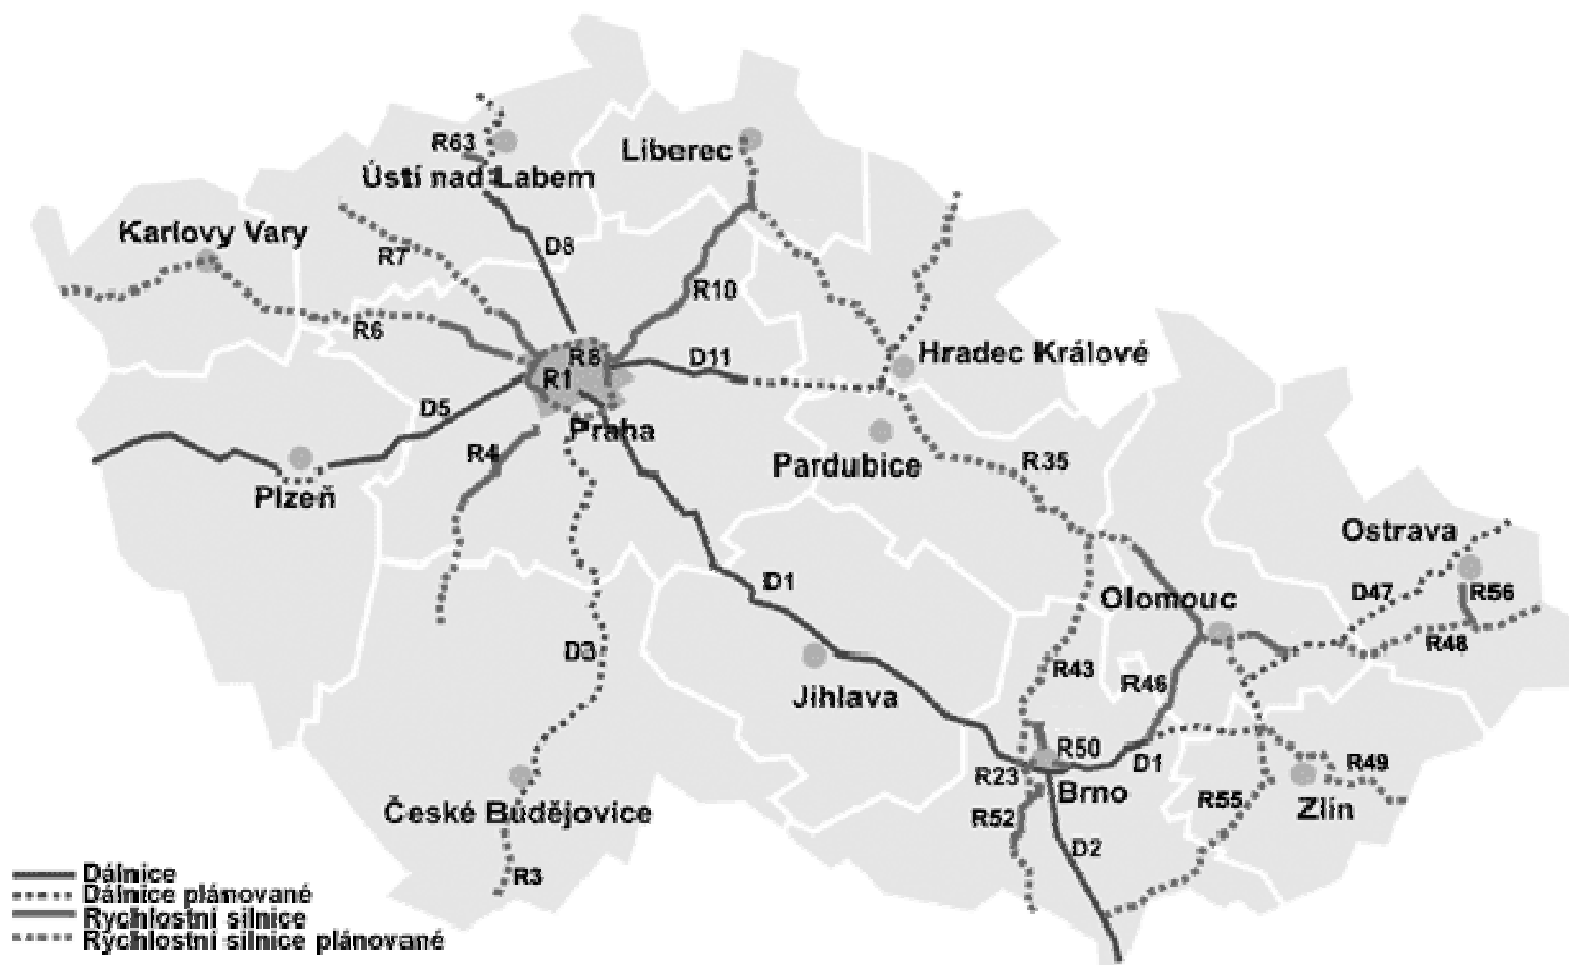 R63
Liberec
Ústí nad Labem
Karlovy Vary
D8
R7
R10
R6
Hradec Králové
R8
D11
R1
D5
Praha
R4
Pardubice
R35
Plzeň
Ostrava
D1
D47
R56
Olomouc
R48
D3
R43
R46
Jihlava
R50
D1
R49
R23
Brno
R55
Zlín
České Budějovice
R52
D2
R3
Dálnice
Dálnice plánované
Rychlostní silnice
Rychlostní silnice plánované